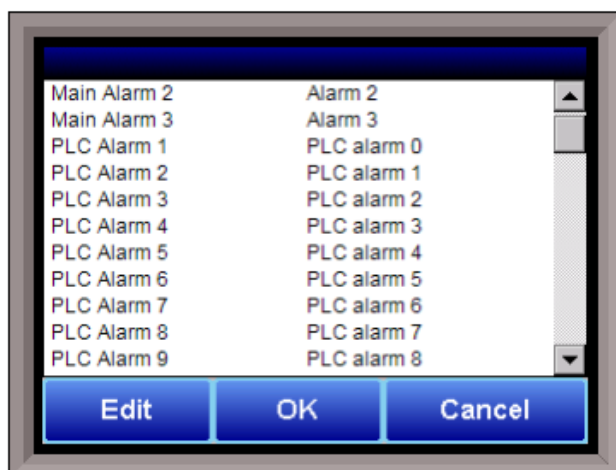 Main Alarm 2 Alarm 2
Main Alarm 3 Alarm 3
PLC Alarm 1 PLC alarm 0
PLC Alarm 2 PLC alarm 1
PLC Alarm 3 PLC alarm 2
PLC Alarm 4 PLC alarm 3
PLC Alarm 5 PLC alarm 4
PLC Alarm 6 PLC alarm 5
PLC Alarm 7 PLC alarm 6
PLC Alarm 8 PLC alarm 7
PLC Alarm 9 PLC alarm 8
Edit OK Cancel